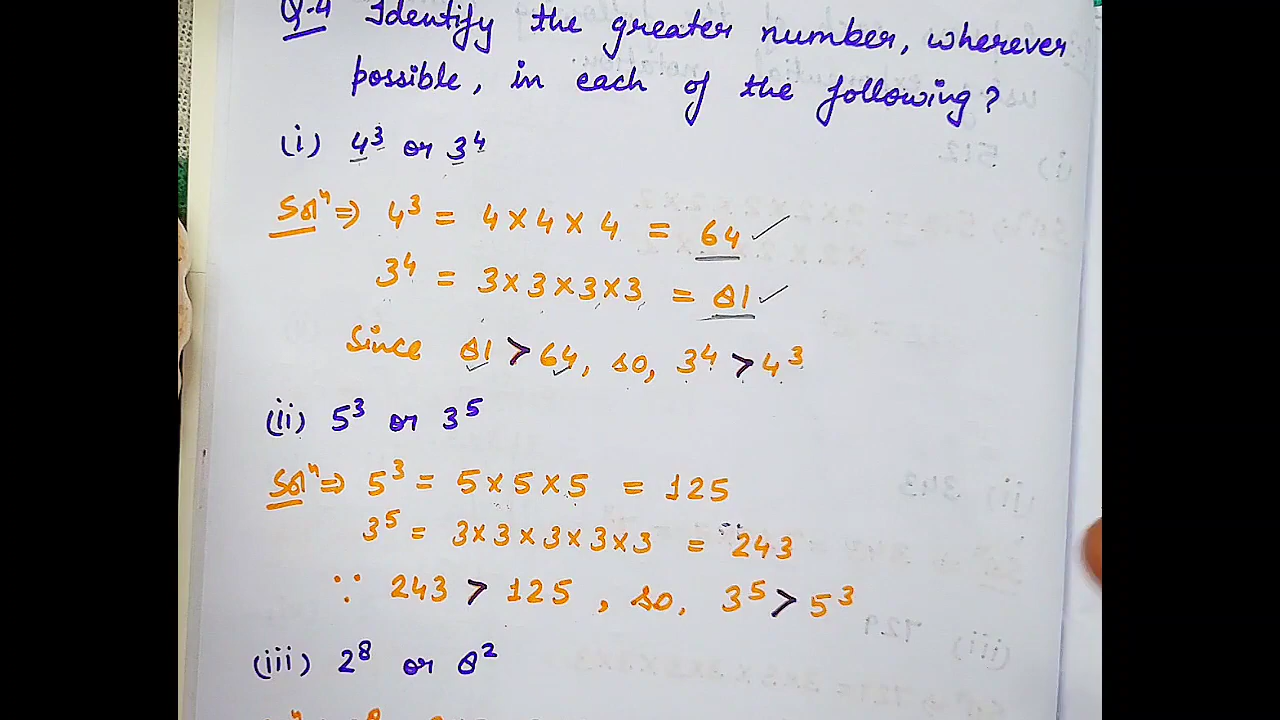 Q.4 Identify the greater number, wherever
possible, in each of the following?
(i) 4³ or 3⁴
Solⁿ ⇒ 4³ = 4 × 4 × 4 = 64 ✓
3⁴ = 3 × 3 × 3 × 3 = 81 ✓
Since 81 > 64, so, 3⁴ > 4³
(ii) 5³ or 3⁵
Solⁿ ⇒ 5³ = 5 × 5 × 5 = 125
3⁵ = 3 × 3 × 3 × 3 × 3 = 243
∵ 243 > 125, so, 3⁵ > 5³
(iii) 2⁸ or 8²